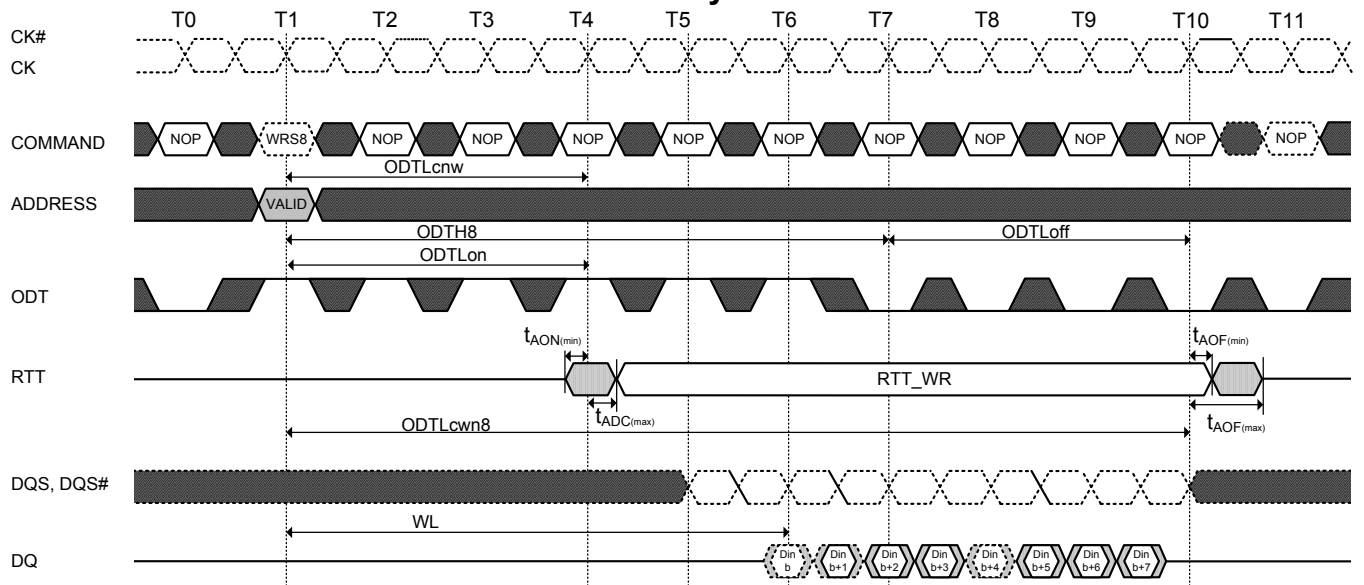 y
T0 T1 T2 T3 T4 T5 T6 T7 T8 T9 T10 T11
CK#
CK
COMMAND NOP WRS8 NOP NOP NOP NOP NOP NOP NOP NOP NOP NOP
ODTLcnw
ADDRESS VALID
ODTH8 ODTLoff
ODTLon
ODT
tAON(min) tAOF(min)
RTT RTT_WR
tADC(max) tAOF(max)
ODTLcwn8
DQS, DQS#
WL
DQ Din b Din b+1 Din b+2 Din b+3 Din b+4 Din b+5 Din b+6 Din b+7